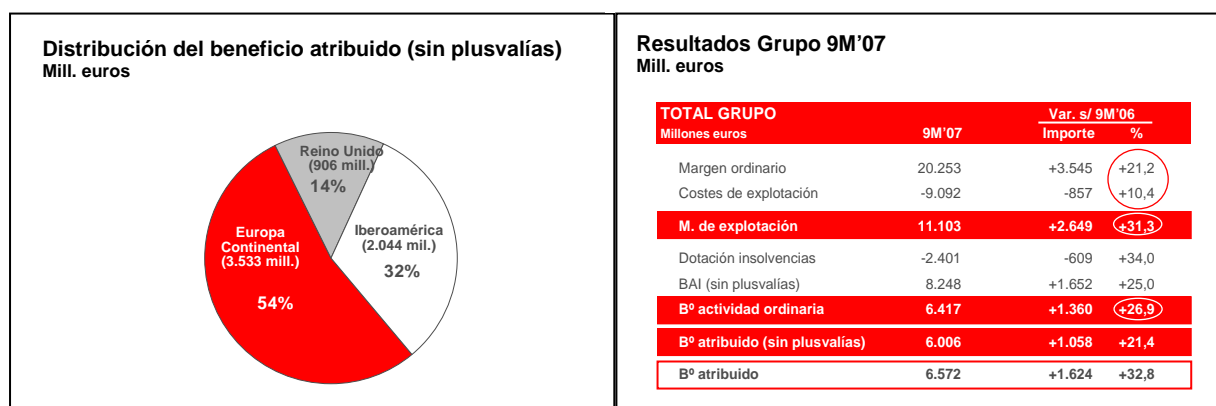 Distribución del beneficio atribuido (sin plusvalías)
Mill. euros
Reino Unido
(906 mill.)
14%
Europa
Continental
(3.533 mill.)
54%
Iberoamérica
(2.044 mil.)
32%
Resultados Grupo 9M'07
Mill. euros
TOTAL GRUPO Var. s/ 9M'06
Millones euros 9M'07 Importe %
Margen ordinario 20.253 +3.545 +21,2
Costes de explotación -9.092 -857 +10,4
M. de explotación 11.103 +2.649 +31,3
Dotación insolvencias -2.401 -609 +34,0
BAI (sin plusvalías) 8.248 +1.652 +25,0
Bº actividad ordinaria 6.417 +1.360 +26,9
Bº atribuido (sin plusvalías) 6.006 +1.058 +21,4
Bº atribuido 6.572 +1.624 +32,8